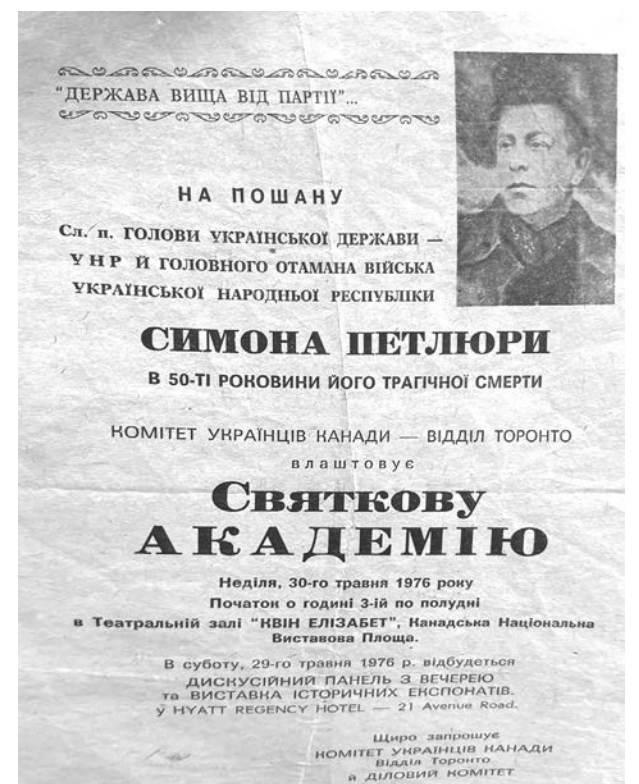 "ДЕРЖАВА ВИЩА ВІД ПАРТІЇ"...
НА ПОШАНУ
Сл. п. ГОЛОВИ УКРАЇНСЬКОЇ ДЕРЖАВИ —
УНР Й ГОЛОВНОГО ОТАМАНА ВІЙСЬКА
УКРАЇНСЬКОЇ НАРОДНЬОЇ РЕСПУБЛІКИ
СИМОНА ПЕТЛЮРИ
В 50-ТІ РОКОВИНИ ЙОГО ТРАГІЧНОЇ СМЕРТИ
КОМІТЕТ УКРАЇНЦІВ КАНАДИ — ВІДДІЛ ТОРОНТО
влаштовує
СВЯТКОВУ
АКАДЕМІЮ
Неділя, 30-го травня 1976 року
Початок о годині 3-ій по полудні
в Театральній залі "КВІН ЕЛІЗАБЕТ", Канадська Національна
Виставова Площа.
В суботу, 29-го травня 1976 р. відбудеться
ДИСКУСІЙНИЙ ПАНЕЛЬ З ВЕЧЕРЕЮ
та ВИСТАВКА ІСТОРИЧНИХ ЕКСПОНАТІВ.
у HYATT REGENCY HOTEL — 21 Avenue Road.
Щиро запрошує
КОМІТЕТ УКРАЇНЦІВ КАНАДИ
Відділ Торонто
й ДІЛОВИЙ КОМІТЕТ